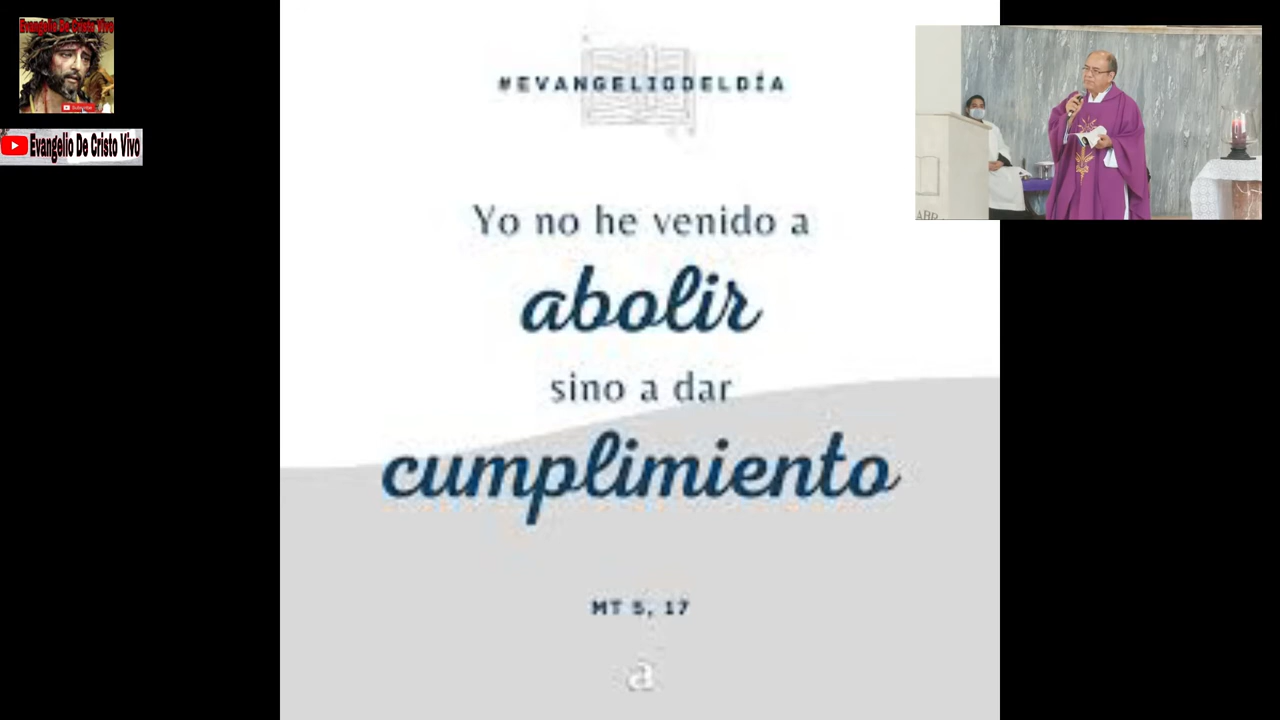 Evangelio De Cristo Vivo
Subscribe
Evangelio De Cristo Vivo
#EVANGELIODELDÍA
Yo no he venido a
abolir
sino a dar
cumplimiento
MT 5, 17
a